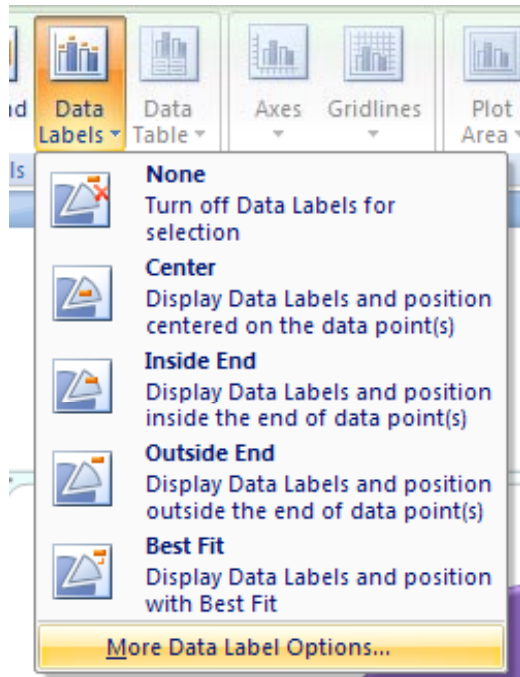 Data Labels
Data Table
Axes
Gridlines
Plot Area
None
Turn off Data Labels for
selection
Center
Display Data Labels and position
centered on the data point(s)
Inside End
Display Data Labels and position
inside the end of data point(s)
Outside End
Display Data Labels and position
outside the end of data point(s)
Best Fit
Display Data Labels and position
with Best Fit
More Data Label Options...